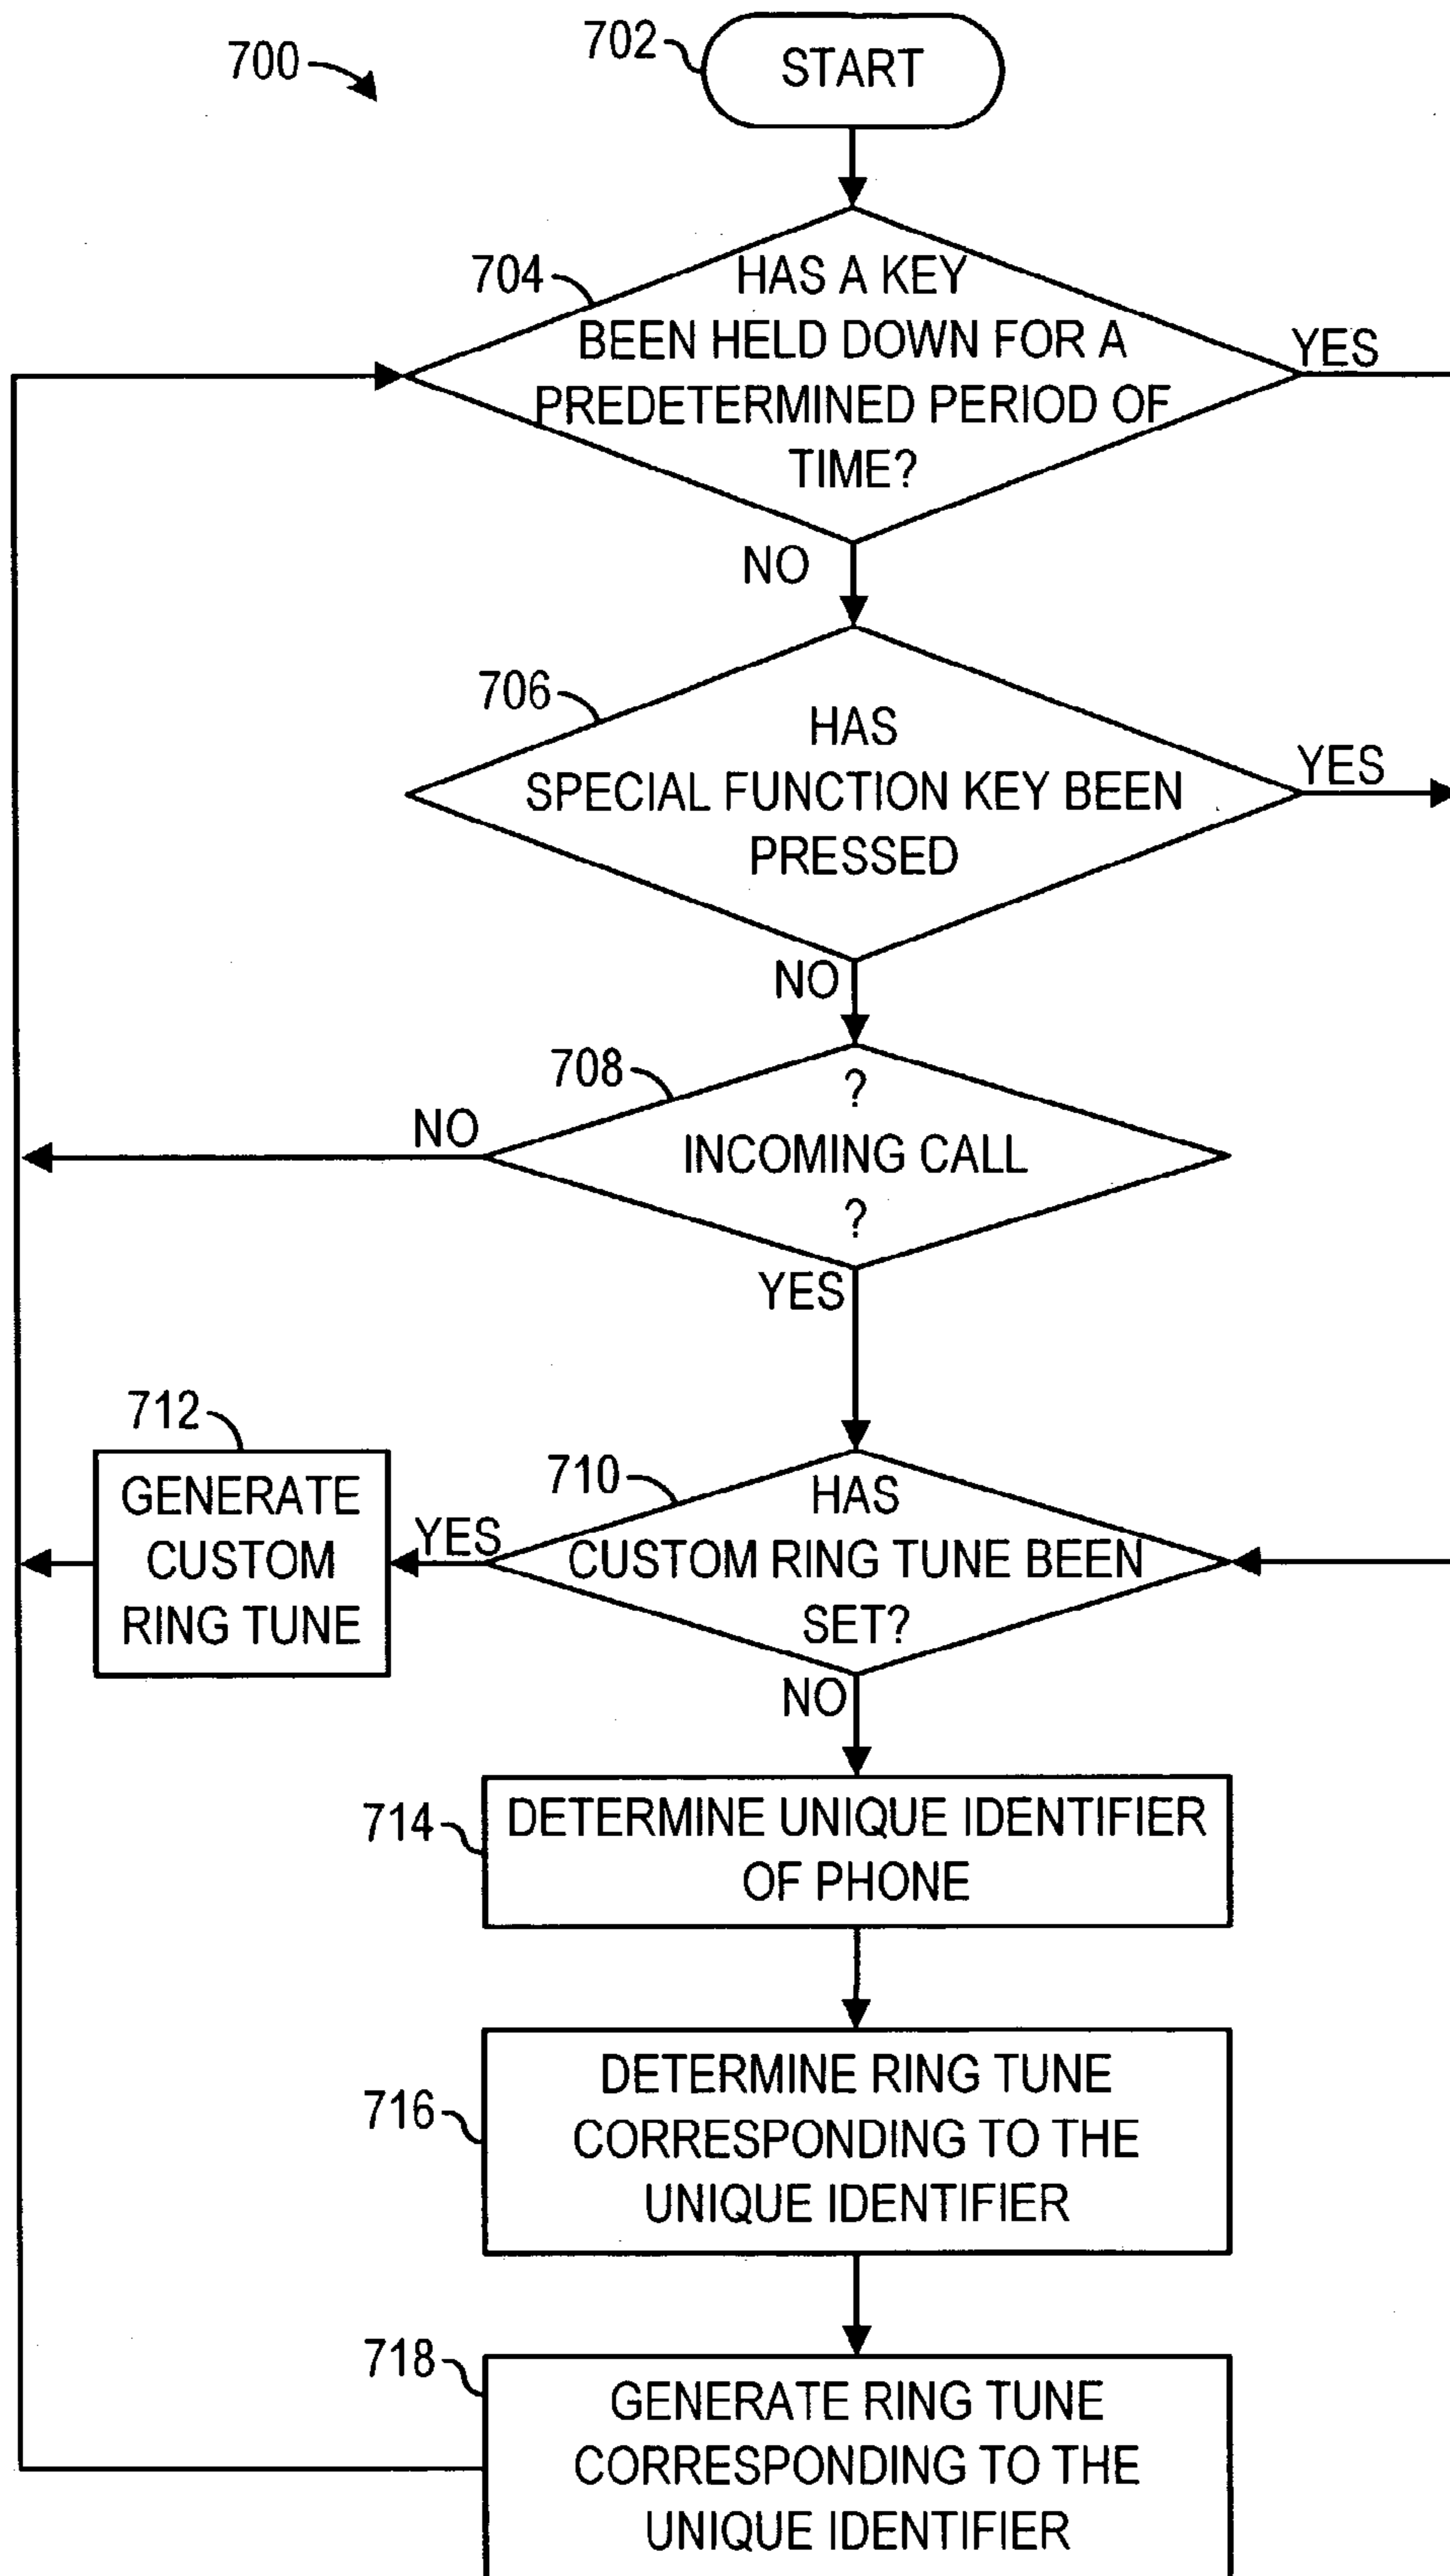 700
702
START
704
HAS A KEY
BEEN HELD DOWN FOR A
PREDETERMINED PERIOD OF
TIME?
YES
NO
706
HAS
SPECIAL FUNCTION KEY BEEN
PRESSED
YES
NO
708
?
INCOMING CALL
?
NO
YES
710
HAS
CUSTOM RING TUNE BEEN
SET?
YES
712
GENERATE
CUSTOM
RING TUNE
NO
714
DETERMINE UNIQUE IDENTIFIER
OF PHONE
716
DETERMINE RING TUNE
CORRESPONDING TO THE
UNIQUE IDENTIFIER
718
GENERATE RING TUNE
CORRESPONDING TO THE
UNIQUE IDENTIFIER